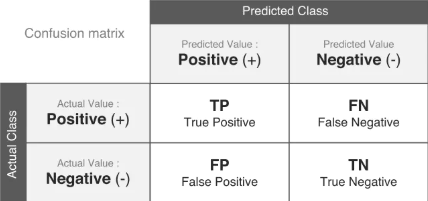 Predicted Class
Confusion matrix
Predicted Value :
Positive (+)
Predicted Value
Negative (-)
Actual Class
Actual Value :
Positive (+)
TP
True Positive
FN
False Negative
Actual Value :
Negative (-)
FP
False Positive
TN
True Negative